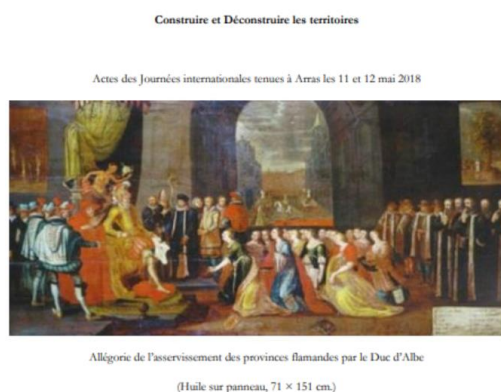 Construire et Déconstruire les territoires
Actes des Journées internationales tenues à Arras les 11 et 12 mai 2018
Allégorie de l'asservissement des provinces flamandes par le Duc d'Albe
(Huile sur panneau, 71 × 151 cm.)